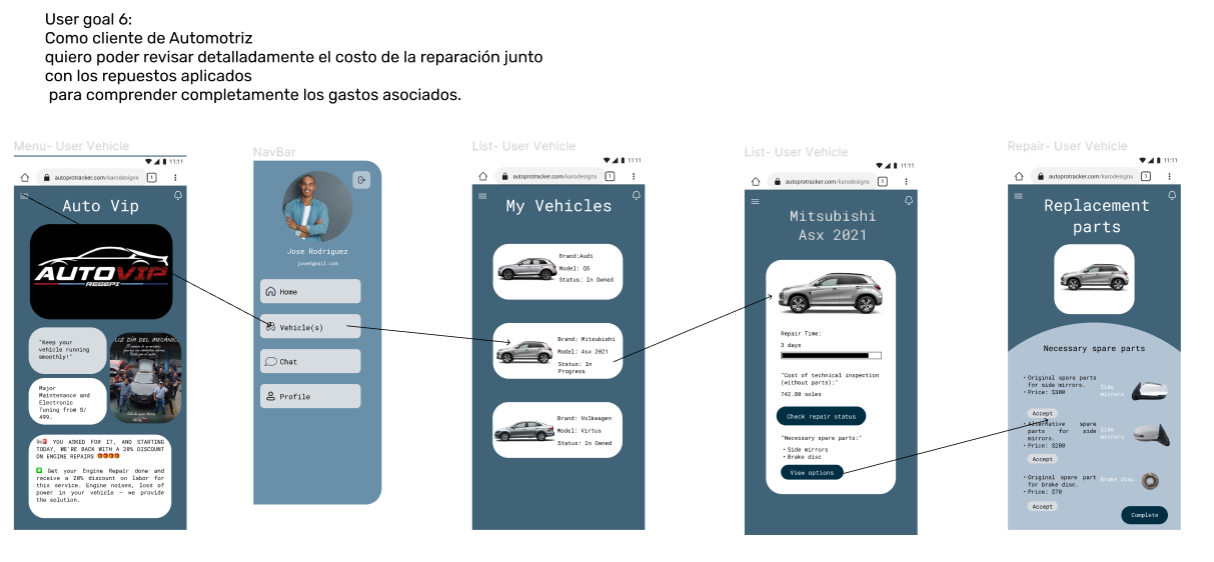 User goal 6:
Como cliente de Automotriz
quiero poder revisar detalladamente el costo de la reparación junto
con los repuestos aplicados
para comprender completamente los gastos asociados.
Menu- User Vehicle
11:11
autoprotracker.com/karodesigns
1
Auto Vip
AUTOVIP
REGEPI
"Keep your
vehicle running
smoothly!"
Major
Maintenance and
Electronic
Tuning from S/
499.
LIZ DÍA DEL MECÁNIC
YOU ASKED FOR IT, AND STARTING
TODAY, WE'RE BACK WITH A 20% DISCOUNT
ON ENGINE REPAIRS
Get your Engine Repair done and
receive a 20% discount on labor for
this service. Engine noises, loss of
power in your vehicle – we provide
the solution.
NavBar
Jose Rodriguez
Home
Vehicle(s)
Chat
Profile
List- User Vehicle
11:11
autoprotracker.com/karodesigns
1
My Vehicles
Brand:Audi
Model: Q5
Status: In Owned
Brand: Mitsubishi
Model: Asx 2021
Status: In
Progress
Brand: Volkwagen
Model: Virtus
Status: In Owned
List- User Vehicle
11:11
autoprotracker.com/karodesigns
1
Mitsubishi
Asx 2021
Repair Time:
3 days
"Cost of technical inspection
(without parts):"
742.80 soles
Check repair status
"Necessary spare parts:"
• Side mirrors
• Brake disc
View options
Repair- User Vehicle
11:11
autoprotracker.com/karodesigns
1
Replacement
parts
Necessary spare parts
• Original spare parts
for side mirrors.
• Price: $300
Side
mirrors
Accept
• Alternative spare
parts for side
mirrors.
• Price: $200
Side
mirrors
Accept
• Original spare part
for brake disc.
• Price: $70
Brake disc
Accept
Complete